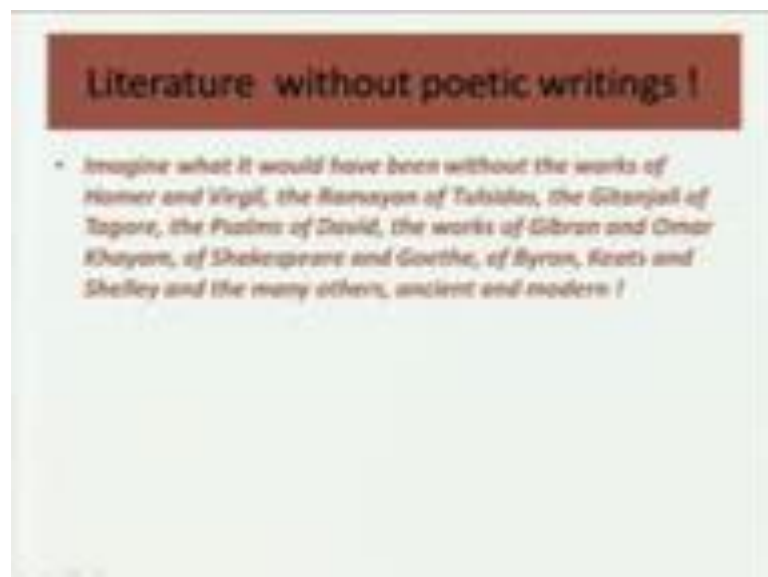 Literature without poetic writings !
• Imagine what it would have been without the works of
Homer and Virgil, the Ramayan of Tulsidas, the Gitanjali of
Tagore, the Psalms of David, the works of Gibran and Omar
Khayam, of Shakespeare and Goethe, of Byron, Keats and
Shelley and the many others, ancient and modern !